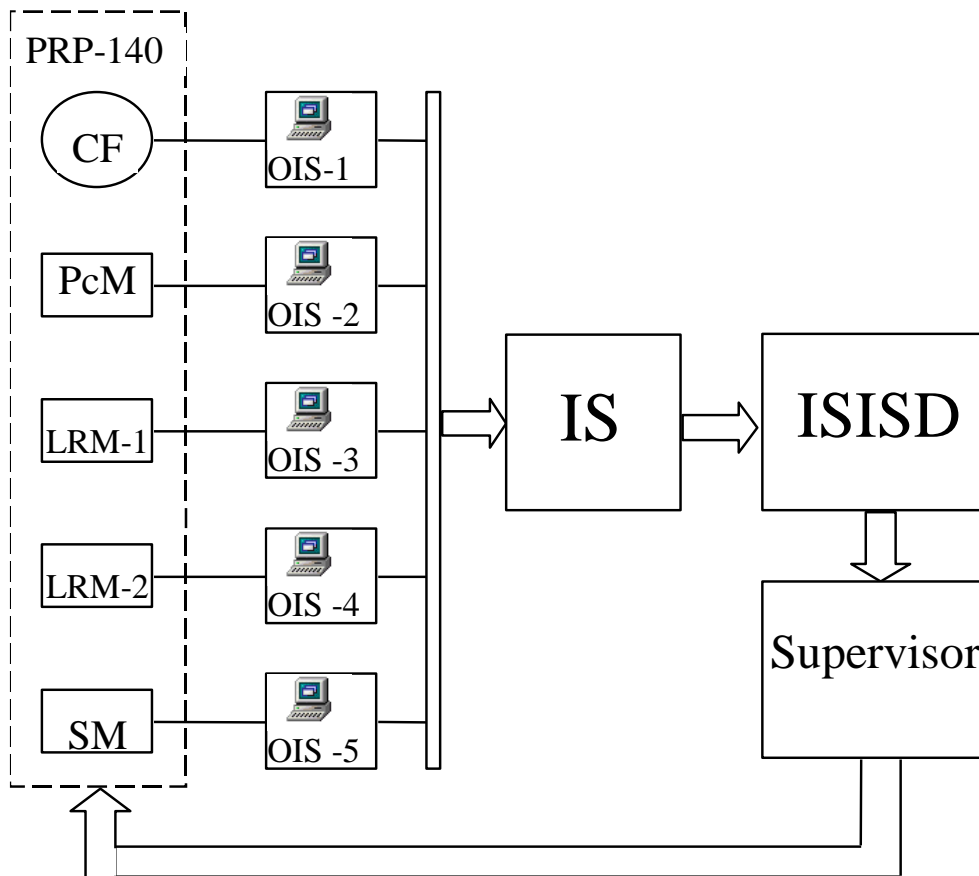 PRP-140
CF
OIS-1
PcM
OIS -2
LRM-1
OIS -3
IS
ISISD
LRM-2
OIS -4
Supervisor
SM
OIS -5